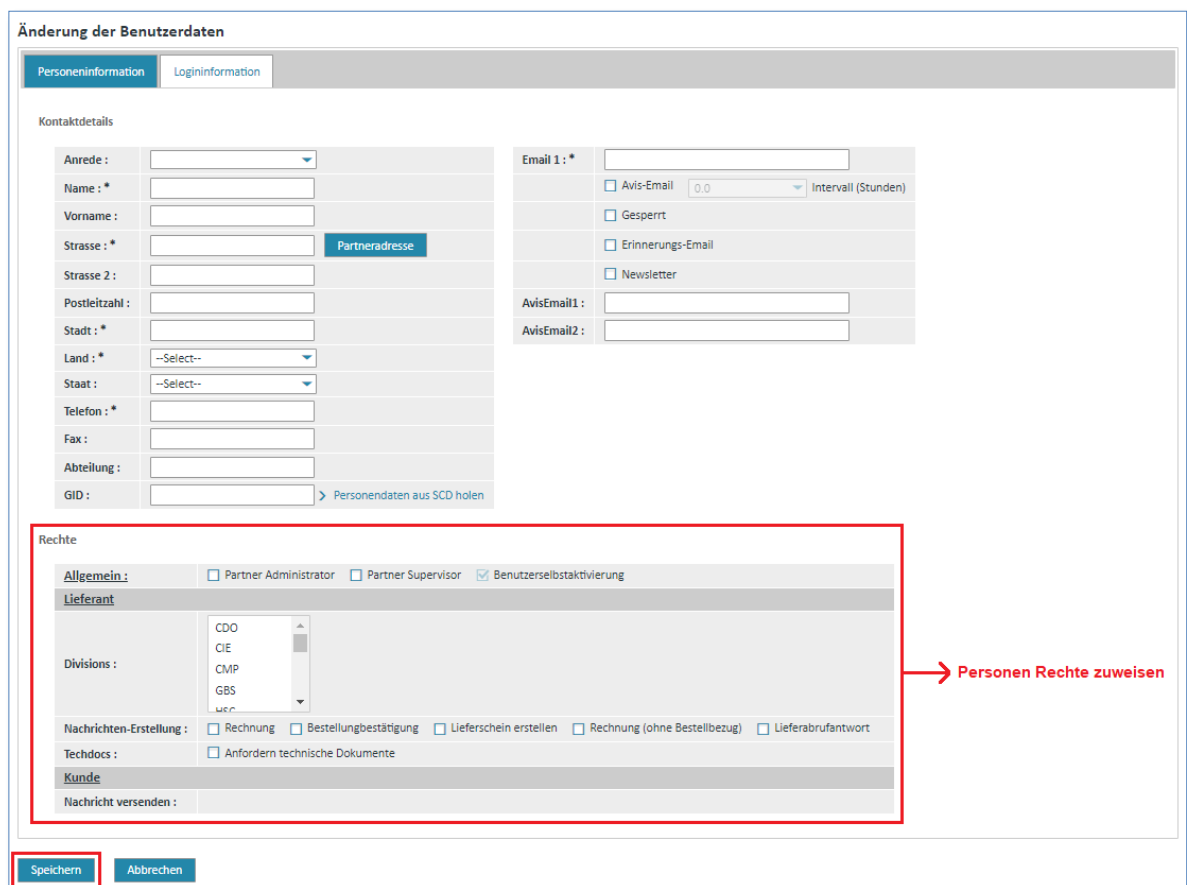 Änderung der Benutzerdaten
Personeninformation Logininformation
Kontaktdetails
Anrede :
Name : *
Vorname :
Strasse : * Partneradresse
Strasse 2 :
Postleitzahl :
Stadt : *
Land : * --Select--
Staat : --Select--
Telefon : *
Fax :
Abteilung :
GID : > Personendaten aus SCD holen
Email 1 : *
Avis-Email 0.0 Intervall (Stunden)
Gesperrt
Erinnerungs-Email
Newsletter
AvisEmail1 :
AvisEmail2 :
Rechte
Allgemein : Partner Administrator Partner Supervisor Benutzerselbstaktivierung
Lieferant
Divisions :
CDO
CIE
CMP
GBS
HSC
Personen Rechte zuweisen
Nachrichten-Erstellung : Rechnung Bestellungbestätigung Lieferschein erstellen Rechnung (ohne Bestellbezug) Lieferabrufantwort
Techdocs : Anfordern technische Dokumente
Kunde
Nachricht versenden :
Speichern Abbrechen